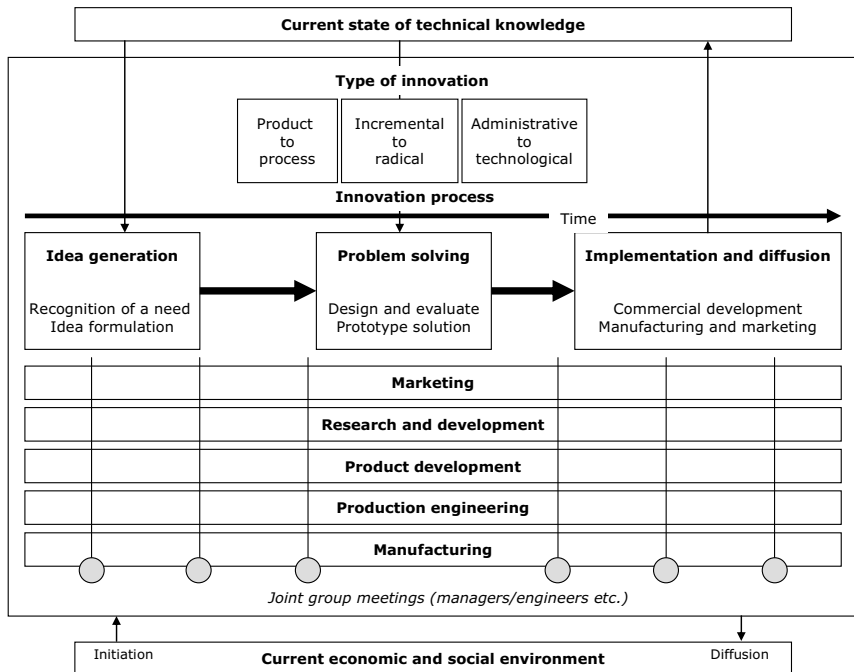 Current state of technical knowledge
Type of innovation
Product
to
process
Incremental
to
radical
Administrative
to
technological
Innovation process
Time
Idea generation
Recognition of a need
Idea formulation
Problem solving
Design and evaluate
Prototype solution
Implementation and diffusion
Commercial development
Manufacturing and marketing
Marketing
Research and development
Product development
Production engineering
Manufacturing
Joint group meetings (managers/engineers etc.)
Initiation
Current economic and social environment
Diffusion